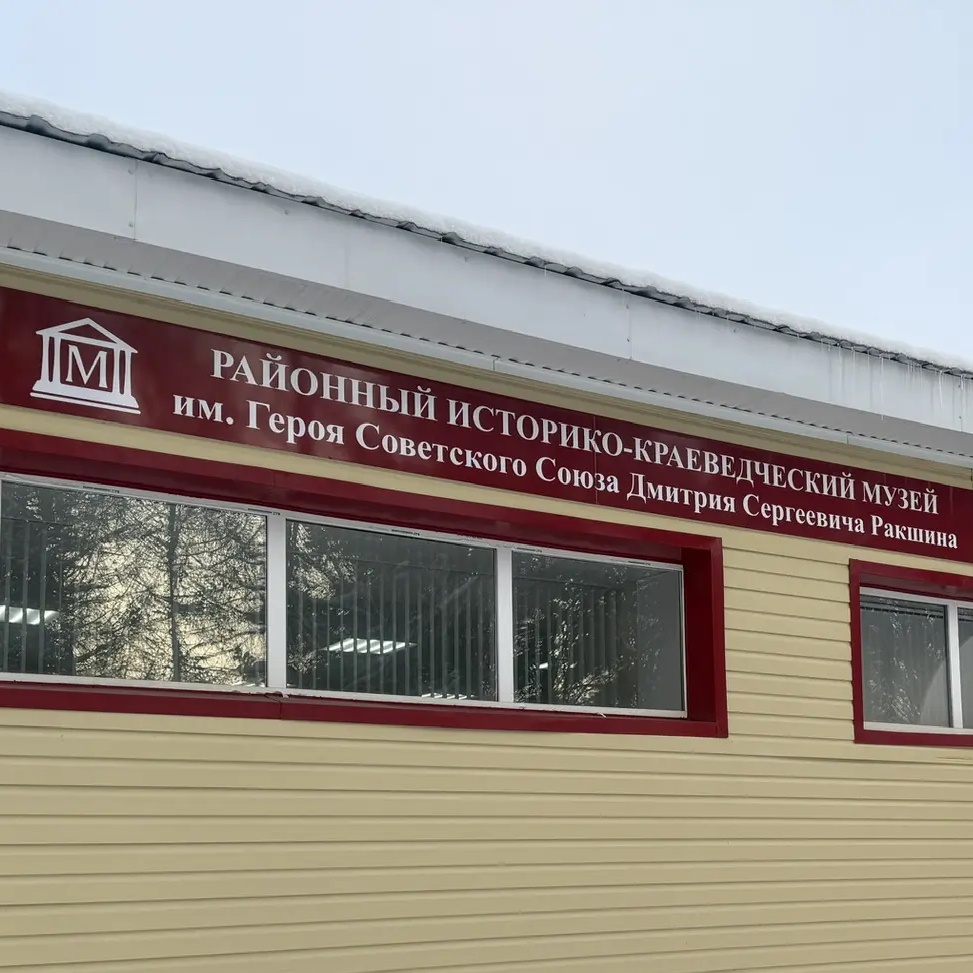 М
РАЙОННЫЙ ИСТОРИКО-КРАЕВЕДЧЕСКИЙ МУЗЕЙ
им. Героя Советского Союза Дмитрия Сергеевича Ракшина